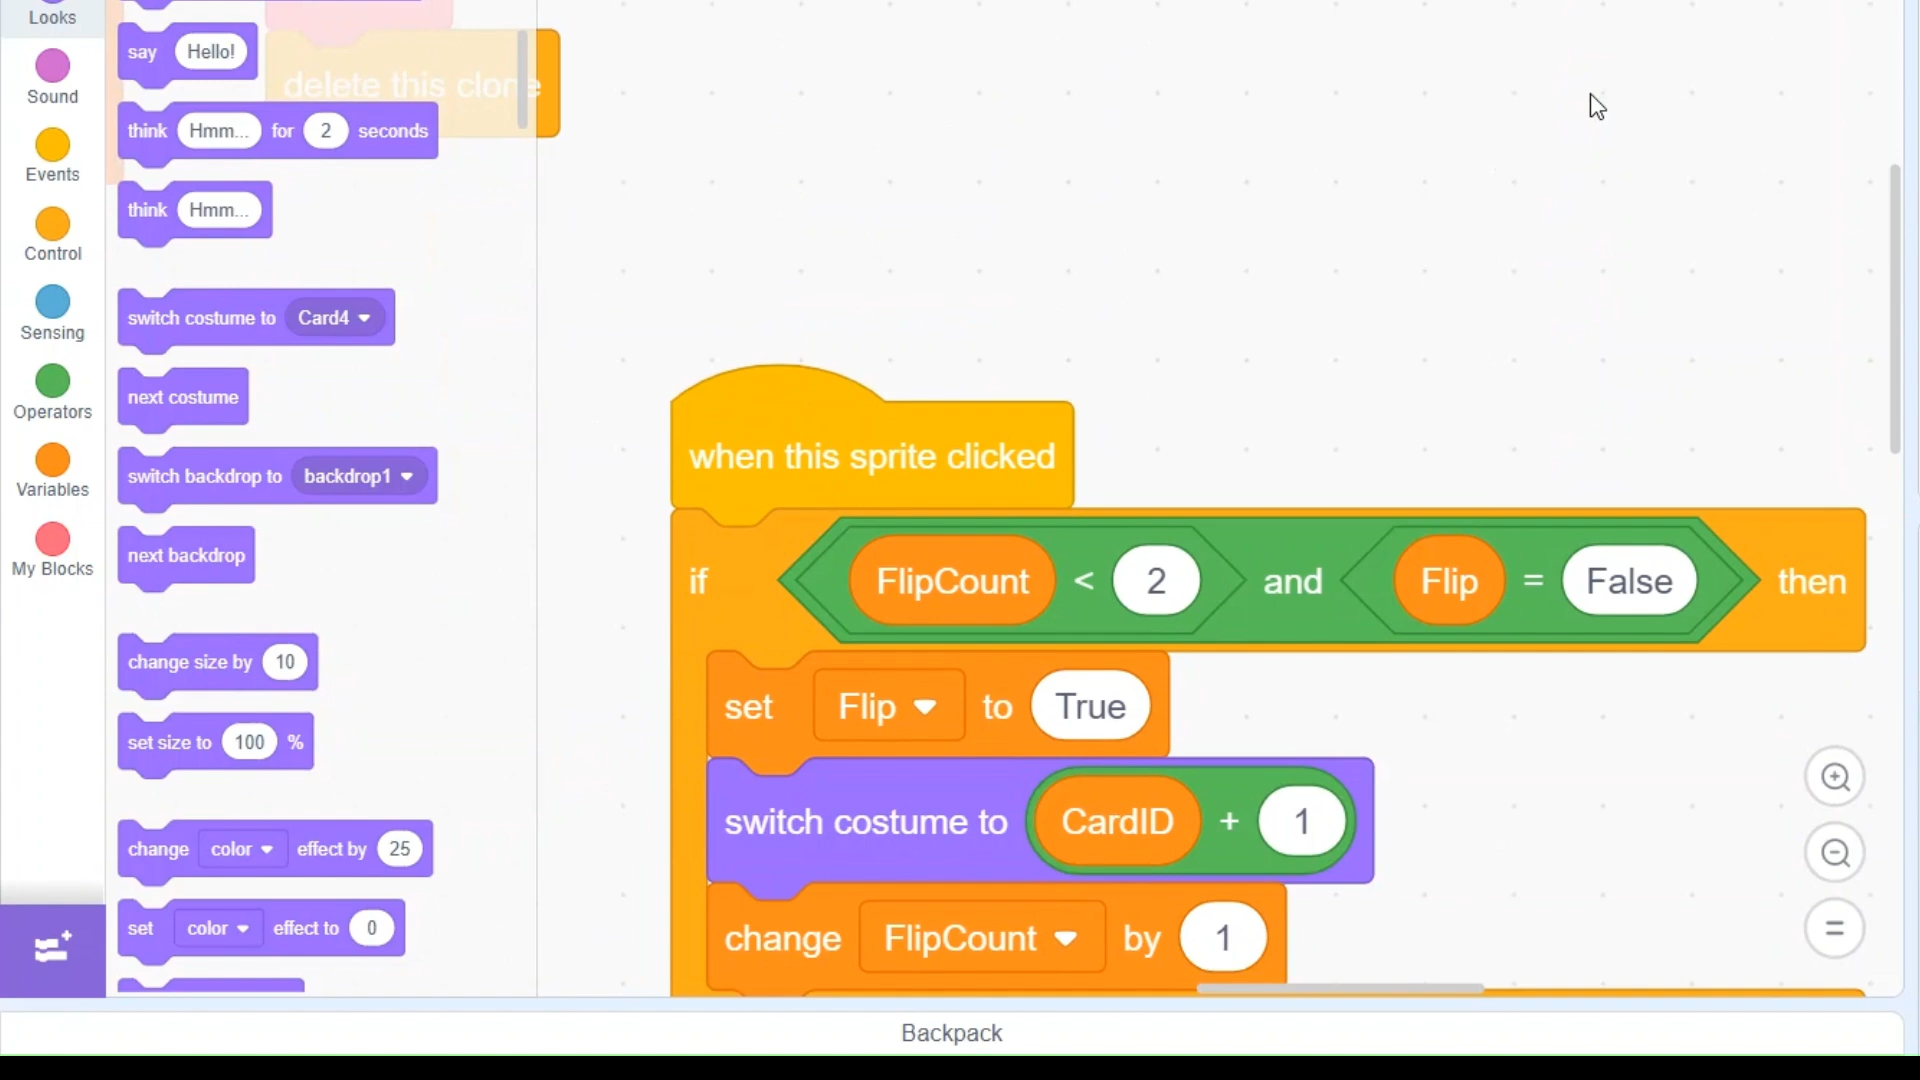 Looks
Sound
Events
Control
Sensing
Operators
Variables
My Blocks
say Hello!
delete this clone
think Hmm... for 2 seconds
think Hmm...
switch costume to Card4
next costume
switch backdrop to backdrop1
next backdrop
change size by 10
set size to 100 %
change color effect by 25
set color effect to 0
when this sprite clicked
if FlipCount < 2 and Flip = False then
set Flip to True
switch costume to CardID + 1
change FlipCount by 1
Backpack